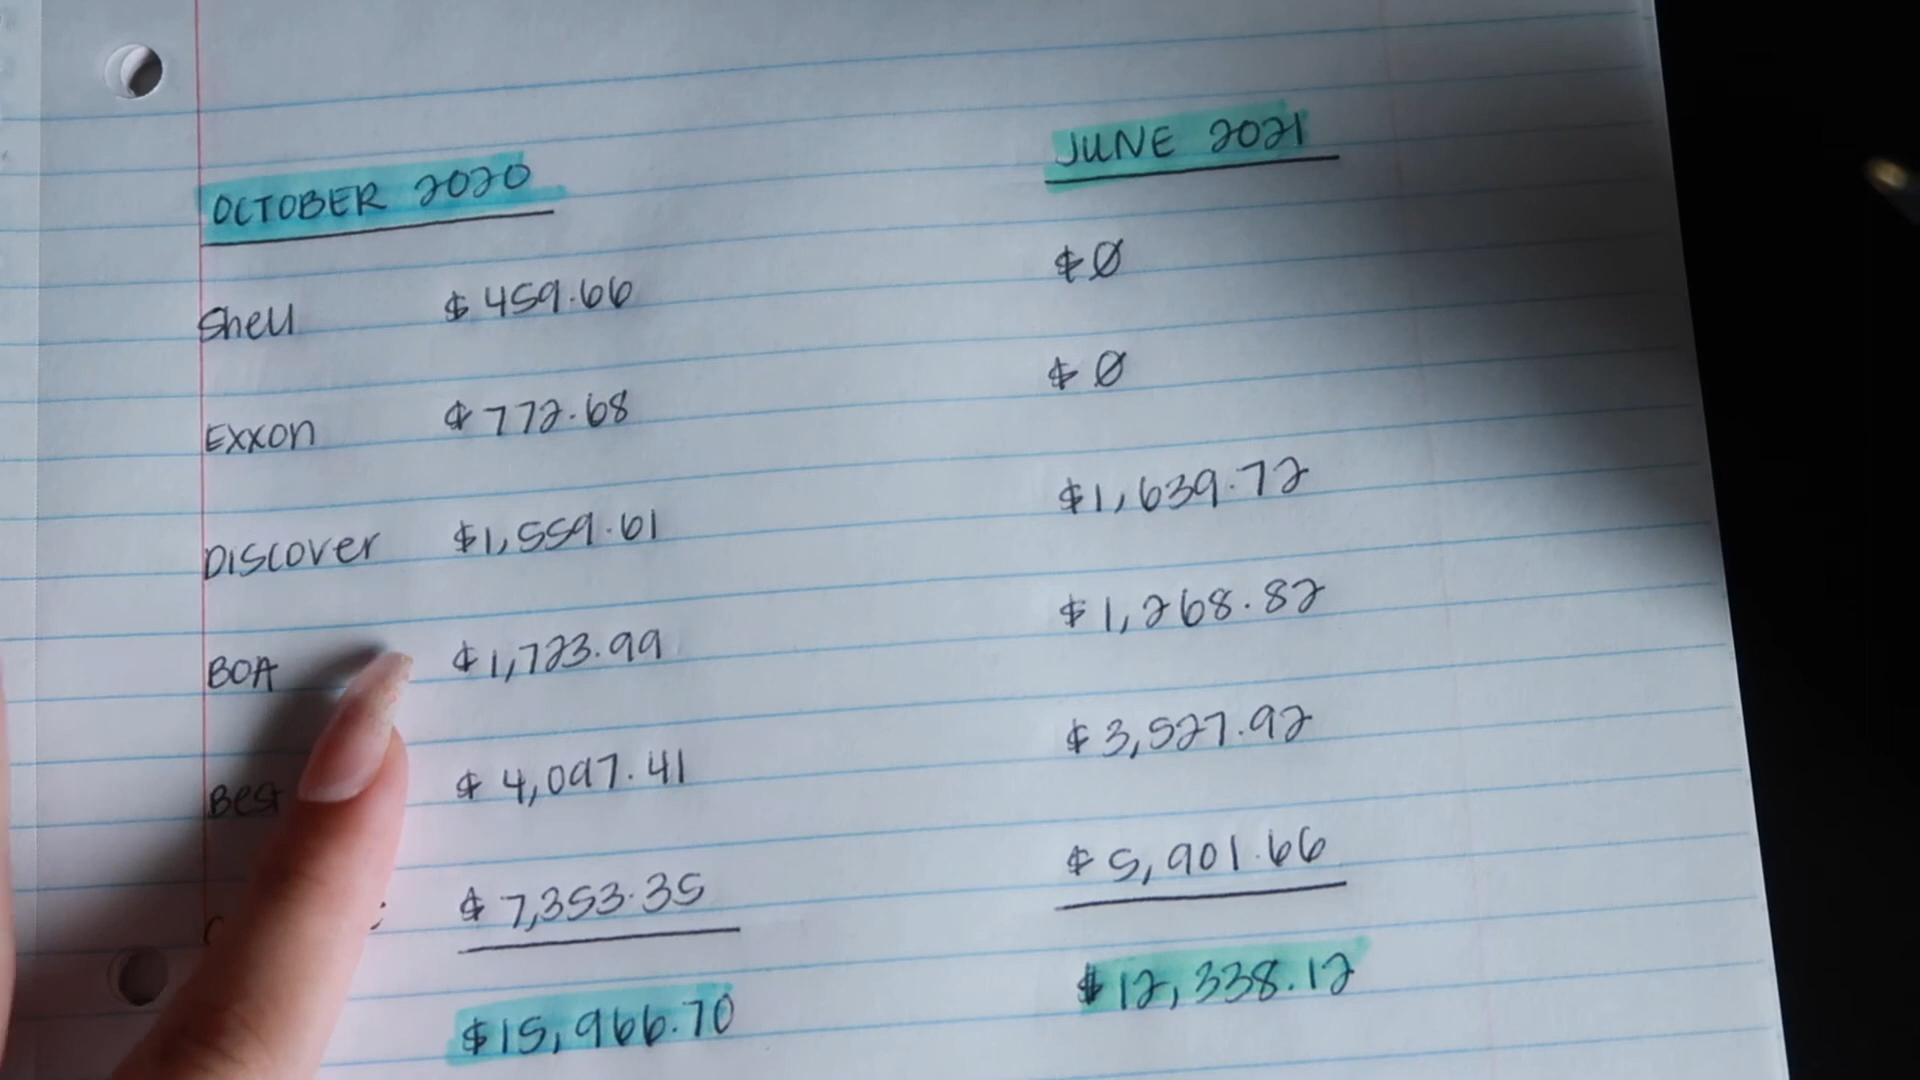 OCTOBER 2020 JUNE 2021
Shell $459.66 $0
Exxon $772.68 $0
Discover $1,559.61 $1,639.72
BOA $1,723.99 $1,268.82
Best $4,097.41 $3,527.92
$7,353.35 $5,901.66
$15,966.70 $12,338.12